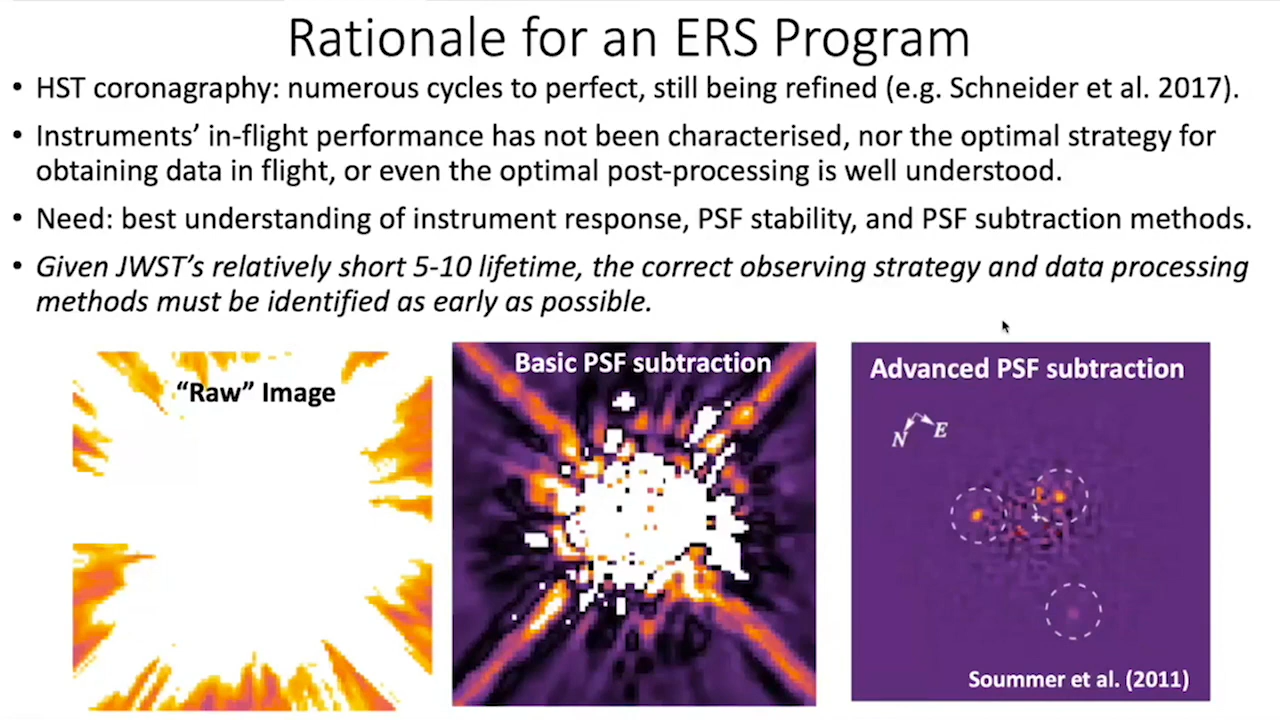 Rationale for an ERS Program
• HST coronagraphy: numerous cycles to perfect, still being refined (e.g. Schneider et al. 2017).
• Instruments’ in-flight performance has not been characterised, nor the optimal strategy for
obtaining data in flight, or even the optimal post-processing is well understood.
• Need: best understanding of instrument response, PSF stability, and PSF subtraction methods.
• Given JWST’s relatively short 5-10 lifetime, the correct observing strategy and data processing
methods must be identified as early as possible.
“Raw” Image
Basic PSF subtraction
Advanced PSF subtraction
N E
Soummer et al. (2011)